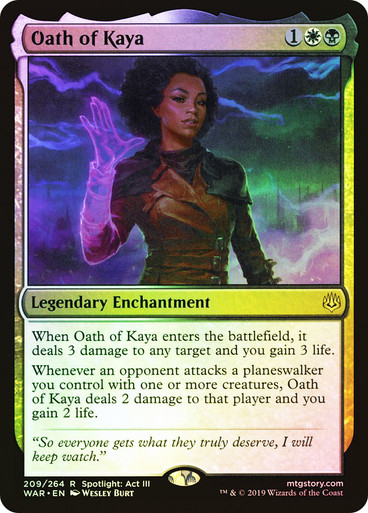 Oath of Kaya 1
Legendary Enchantment
When Oath of Kaya enters the battlefield, it
deals 3 damage to any target and you gain 3 life.
Whenever an opponent attacks a planeswalker
you control with one or more creatures, Oath
of Kaya deals 2 damage to that player and you
gain 2 life.
“So everyone gets what they truly deserve, I will
keep watch.”
209/264 R Spotlight: Act III
mtgstory.com
WAR • EN Wesley Burt
™ & © 2019 Wizards of the Coast